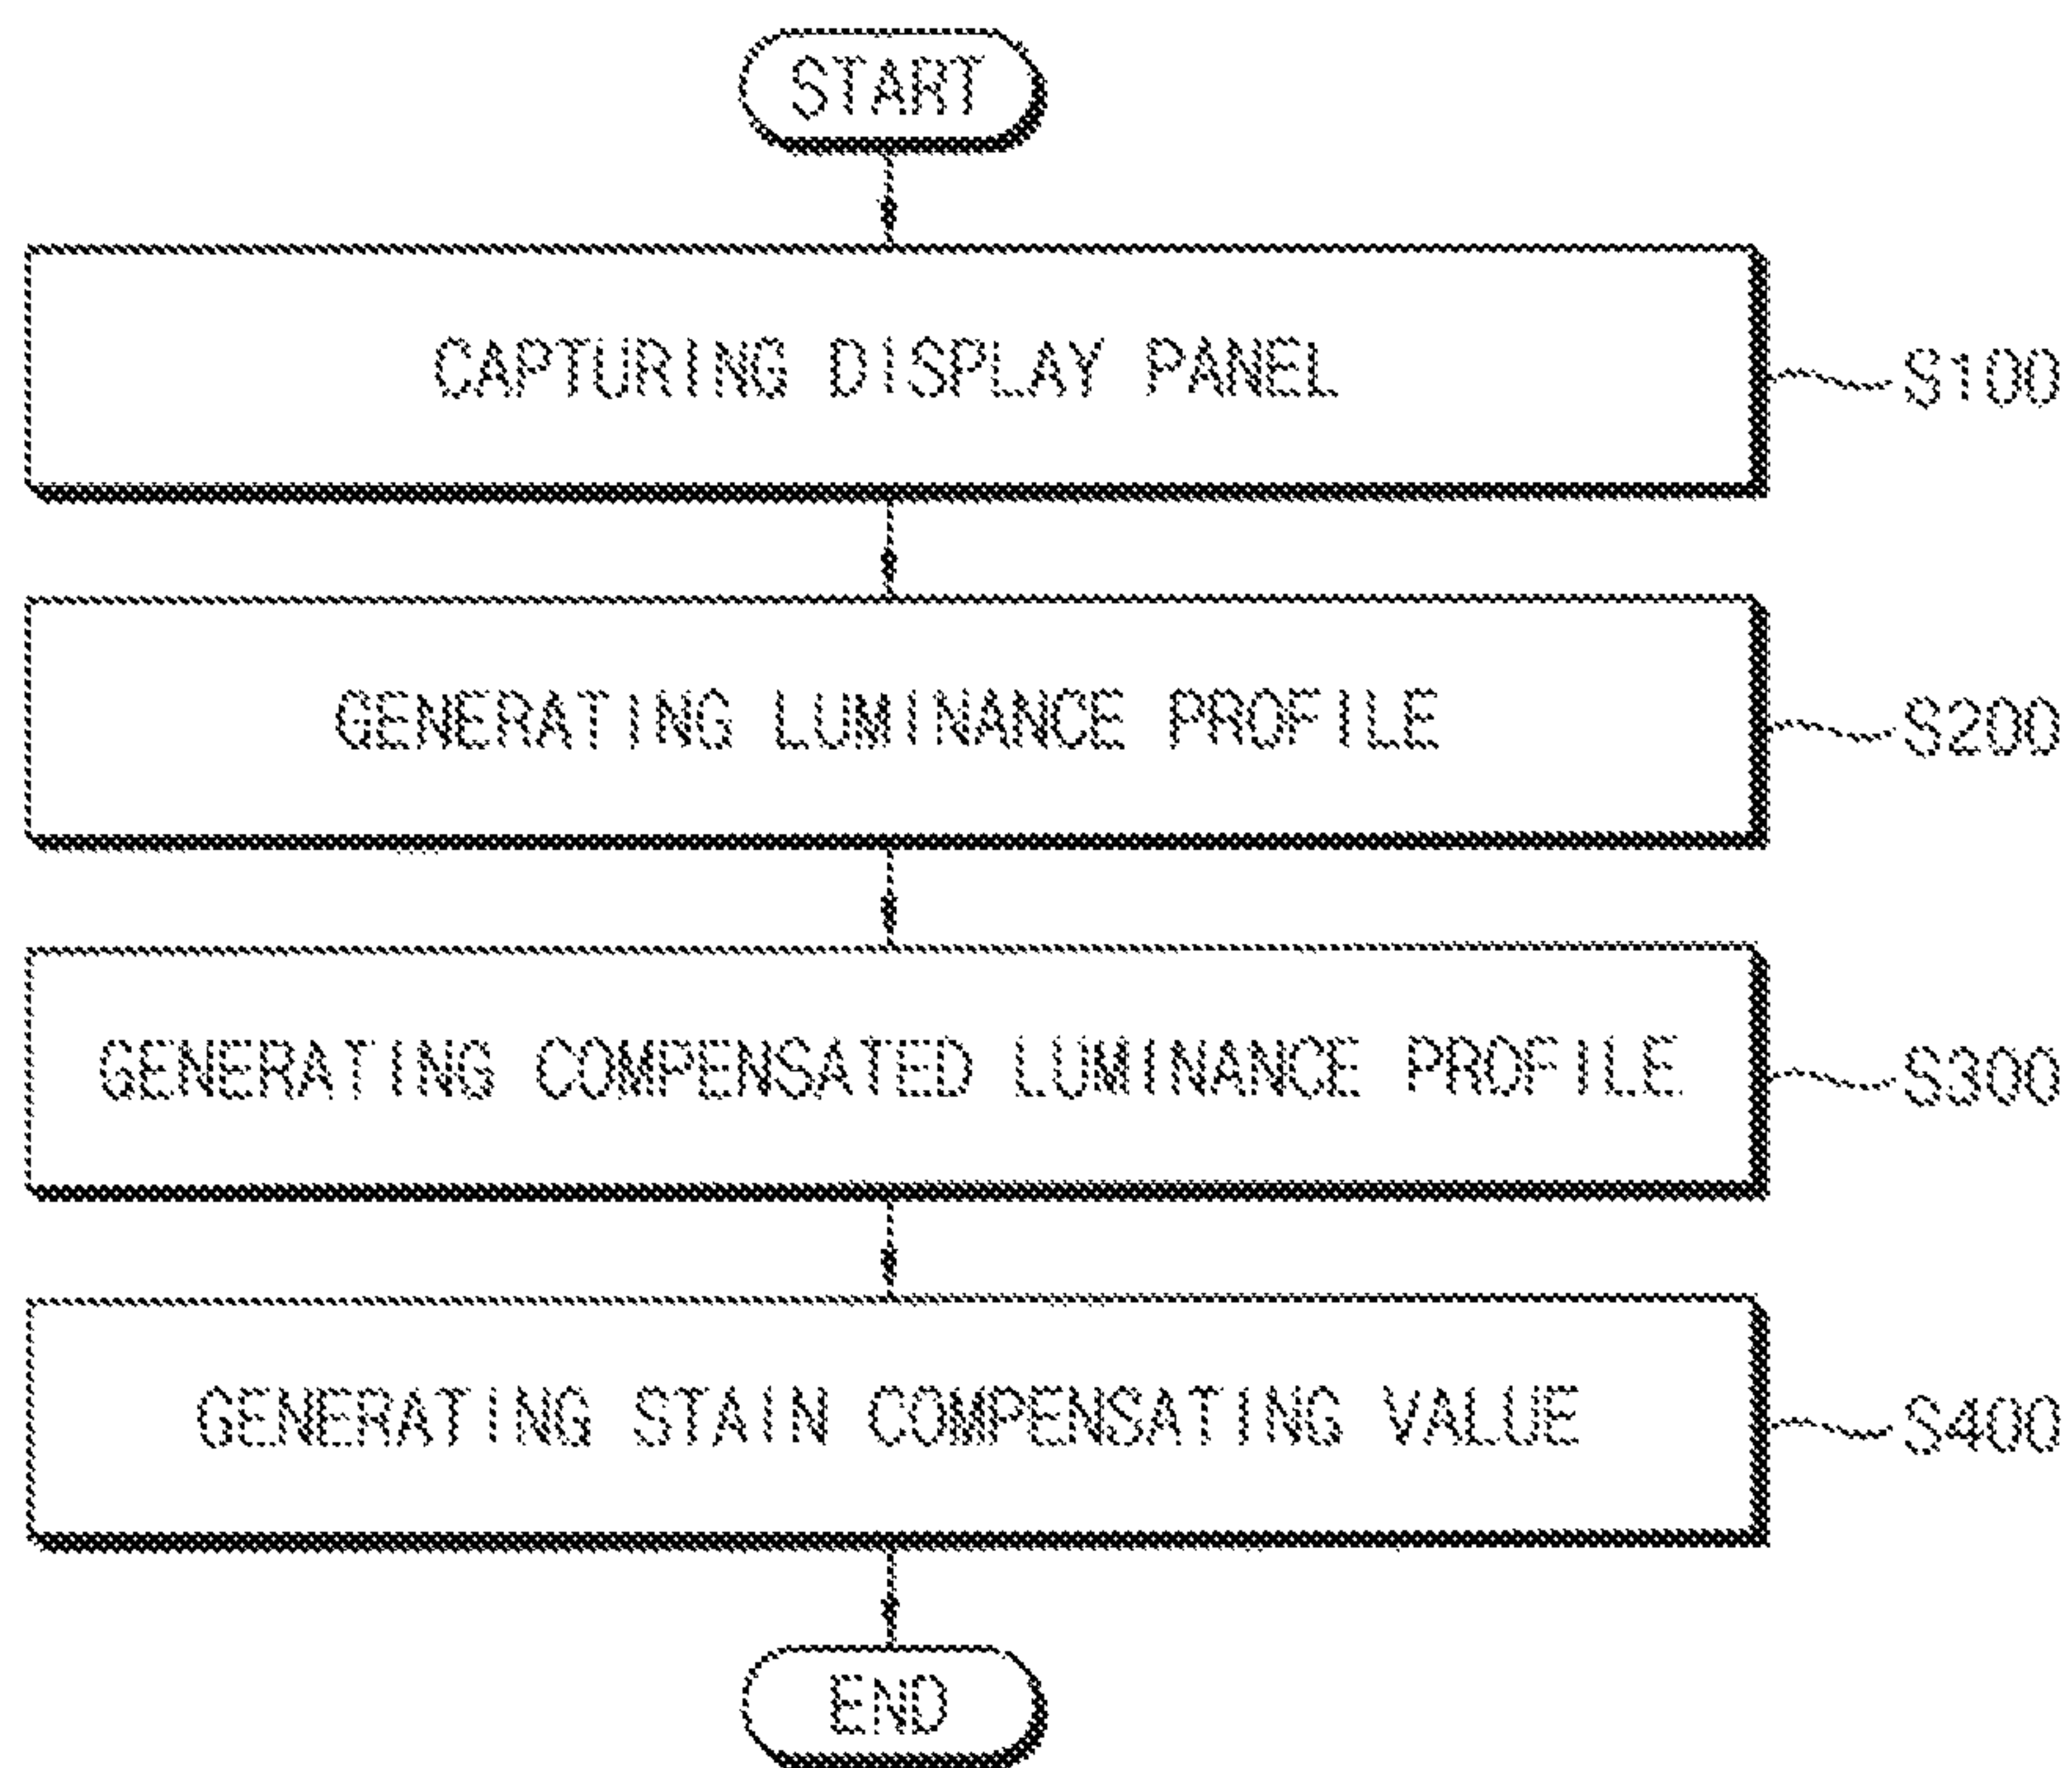 START
CAPTURING DISPLAY PANEL
S100
GENERATING LUMINANCE PROFILE
S200
GENERATING COMPENSATED LUMINANCE PROFILE
S300
GENERATING STAIN COMPENSATING VALUE
S400
END